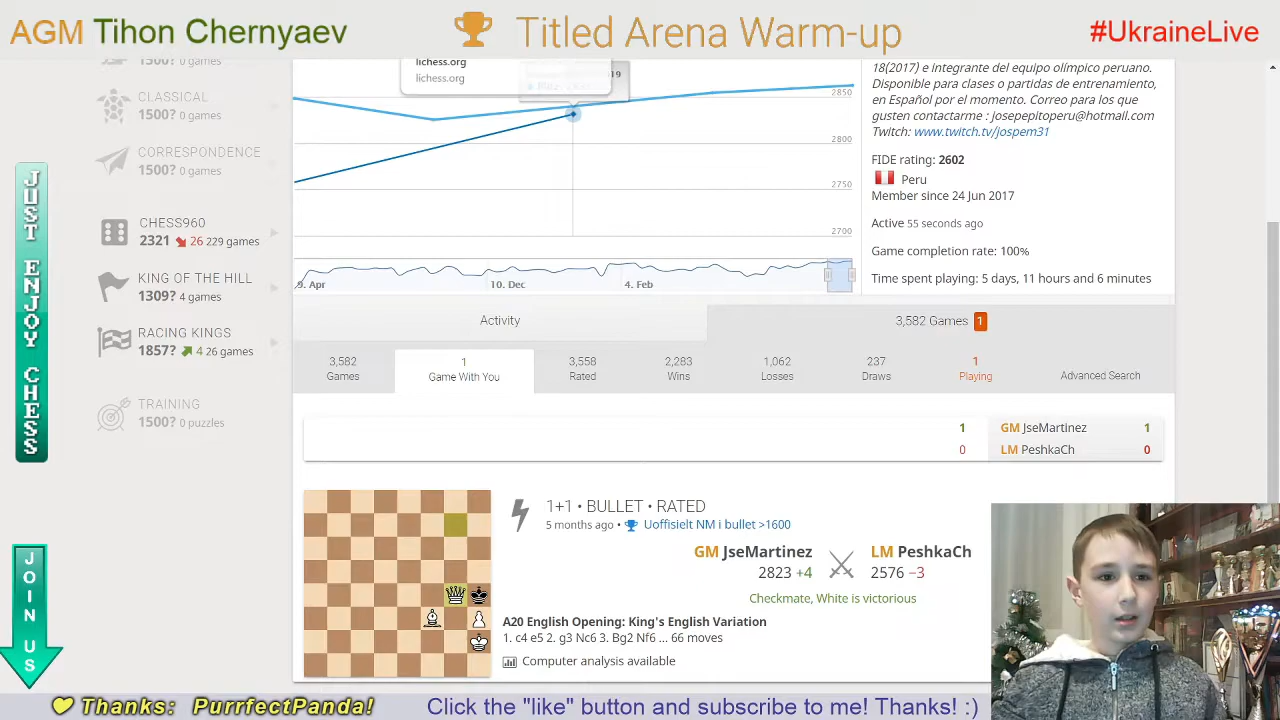 AGM Tihon Chernyaev
Titled Arena Warm-up
#UkraineLive
JUST ENJOY CHESS
JOIN US
1500? 0 games
CLASSICAL
1500? 0 games
CORRESPONDENCE
1500? 0 games
CHESS960
2321 26 229 games
KING OF THE HILL
1309? 4 games
RACING KINGS
1857? 4 26 games
TRAINING
1500? 0 puzzles
lichess.org
lichess.org
19
2850
2800
2750
2700
9. Apr
10. Dec
4. Feb
18(2017) e integrante del equipo olímpico peruano.
Disponible para clases o partidas de entrenamiento,
en Español por el momento. Correo para los que
gusten contactarme : josepepitoperu@hotmail.com
Twitch: www.twitch.tv/jospem31
FIDE rating: 2602
Peru
Member since 24 Jun 2017
Active 55 seconds ago
Game completion rate: 100%
Time spent playing: 5 days, 11 hours and 6 minutes
Activity
3,582 Games 1
3,582 Games
1 Game With You
3,558 Rated
2,283 Wins
1,062 Losses
237 Draws
1 Playing
Advanced Search
1 GM JseMartinez 1
0 LM PeshkaCh 0
1+1 • BULLET • RATED
5 months ago • Uoffisielt NM i bullet >1600
GM JseMartinez
2823 +4
LM PeshkaCh
2576 −3
Checkmate, White is victorious
A20 English Opening: King's English Variation
1. c4 e5 2. g3 Nc6 3. Bg2 Nf6 ... 66 moves
Computer analysis available
Thanks: PurrfectPanda!
Click the "like" button and subscribe to me! Thanks! :)